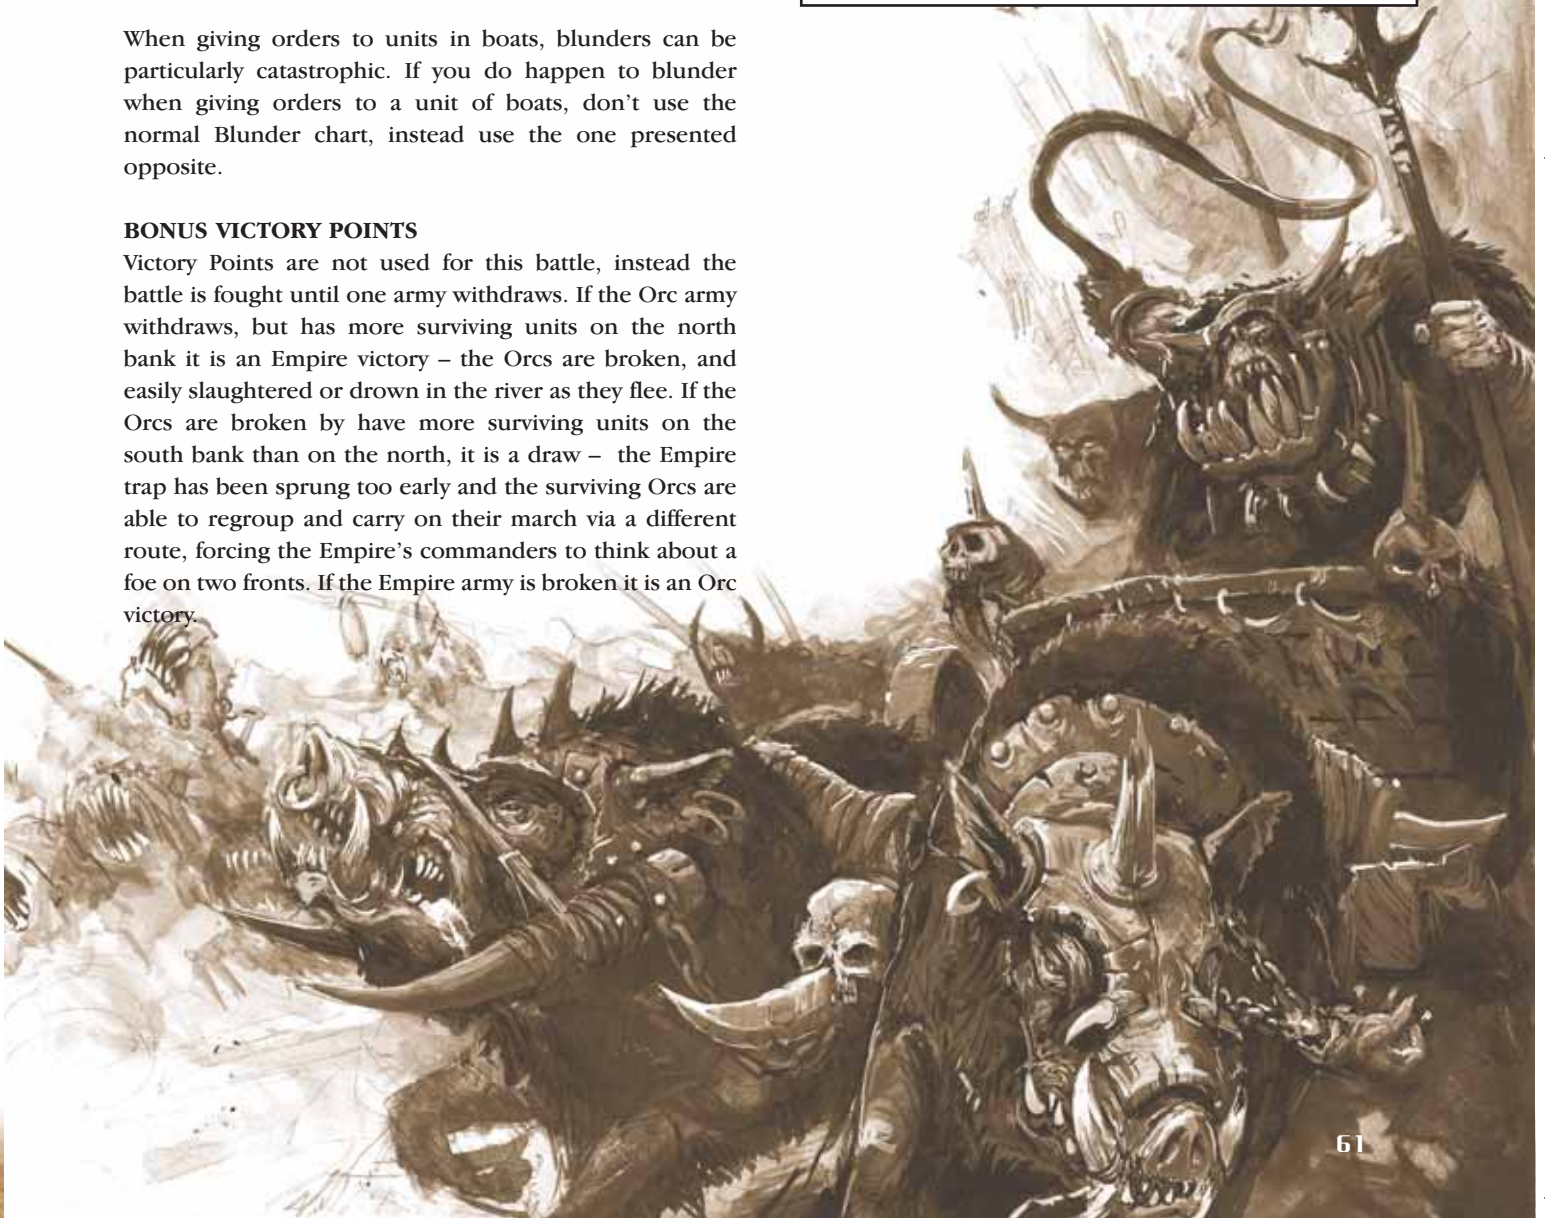 When giving orders to units in boats, blunders can be
particularly catastrophic. If you do happen to blunder
when giving orders to a unit of boats, don’t use the
normal Blunder chart, instead use the one presented
opposite.
BONUS VICTORY POINTS
Victory Points are not used for this battle, instead the
battle is fought until one army withdraws. If the Orc army
withdraws, but has more surviving units on the north
bank it is an Empire victory – the Orcs are broken, and
easily slaughtered or drown in the river as they flee. If the
Orcs are broken by have more surviving units on the
south bank than on the north, it is a draw – the Empire
trap has been sprung too early and the surviving Orcs are
able to regroup and carry on their march via a different
route, forcing the Empire’s commanders to think about a
foe on two fronts. If the Empire army is broken it is an Orc
victory.
61